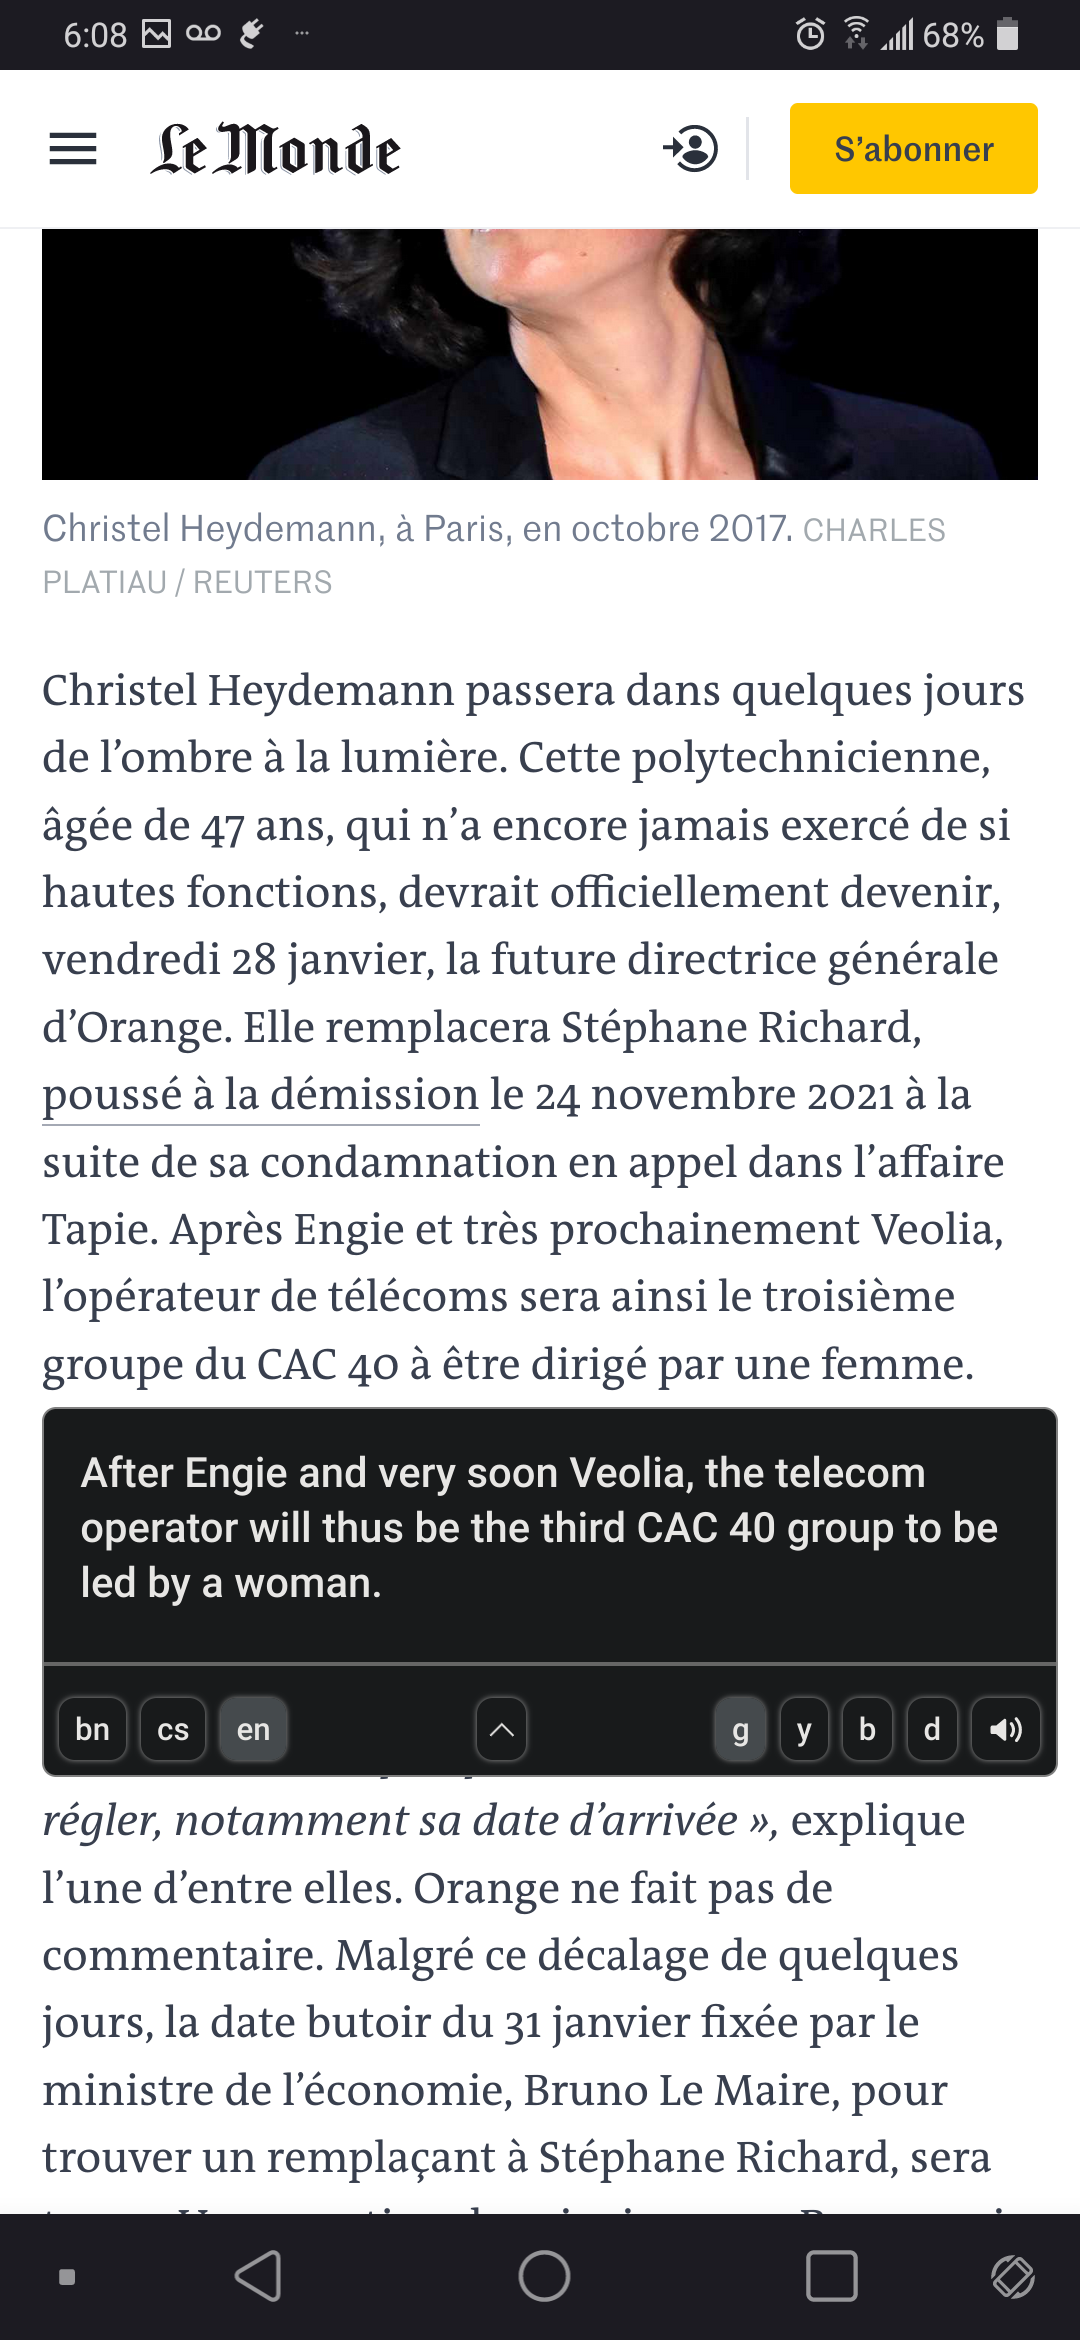 6:08
68%
Le Monde
S'abonner
Christel Heydemann, à Paris, en octobre 2017. CHARLES
PLATIAU / REUTERS
Christel Heydemann passera dans quelques jours
de l'ombre à la lumière. Cette polytechnicienne,
âgée de 47 ans, qui n'a encore jamais exercé de si
hautes fonctions, devrait officiellement devenir,
vendredi 28 janvier, la future directrice générale
d'Orange. Elle remplacera Stéphane Richard,
poussé à la démission le 24 novembre 2021 à la
suite de sa condamnation en appel dans l'affaire
Tapie. Après Engie et très prochainement Veolia,
l'opérateur de télécoms sera ainsi le troisième
groupe du CAC 40 à être dirigé par une femme.
After Engie and very soon Veolia, the telecom
operator will thus be the third CAC 40 group to be
led by a woman.
bn cs en g y b d
régler, notamment sa date d'arrivée », explique
l'une d'entre elles. Orange ne fait pas de
commentaire. Malgré ce décalage de quelques
jours, la date butoir du 31 janvier fixée par le
ministre de l'économie, Bruno Le Maire, pour
trouver un remplaçant à Stéphane Richard, sera